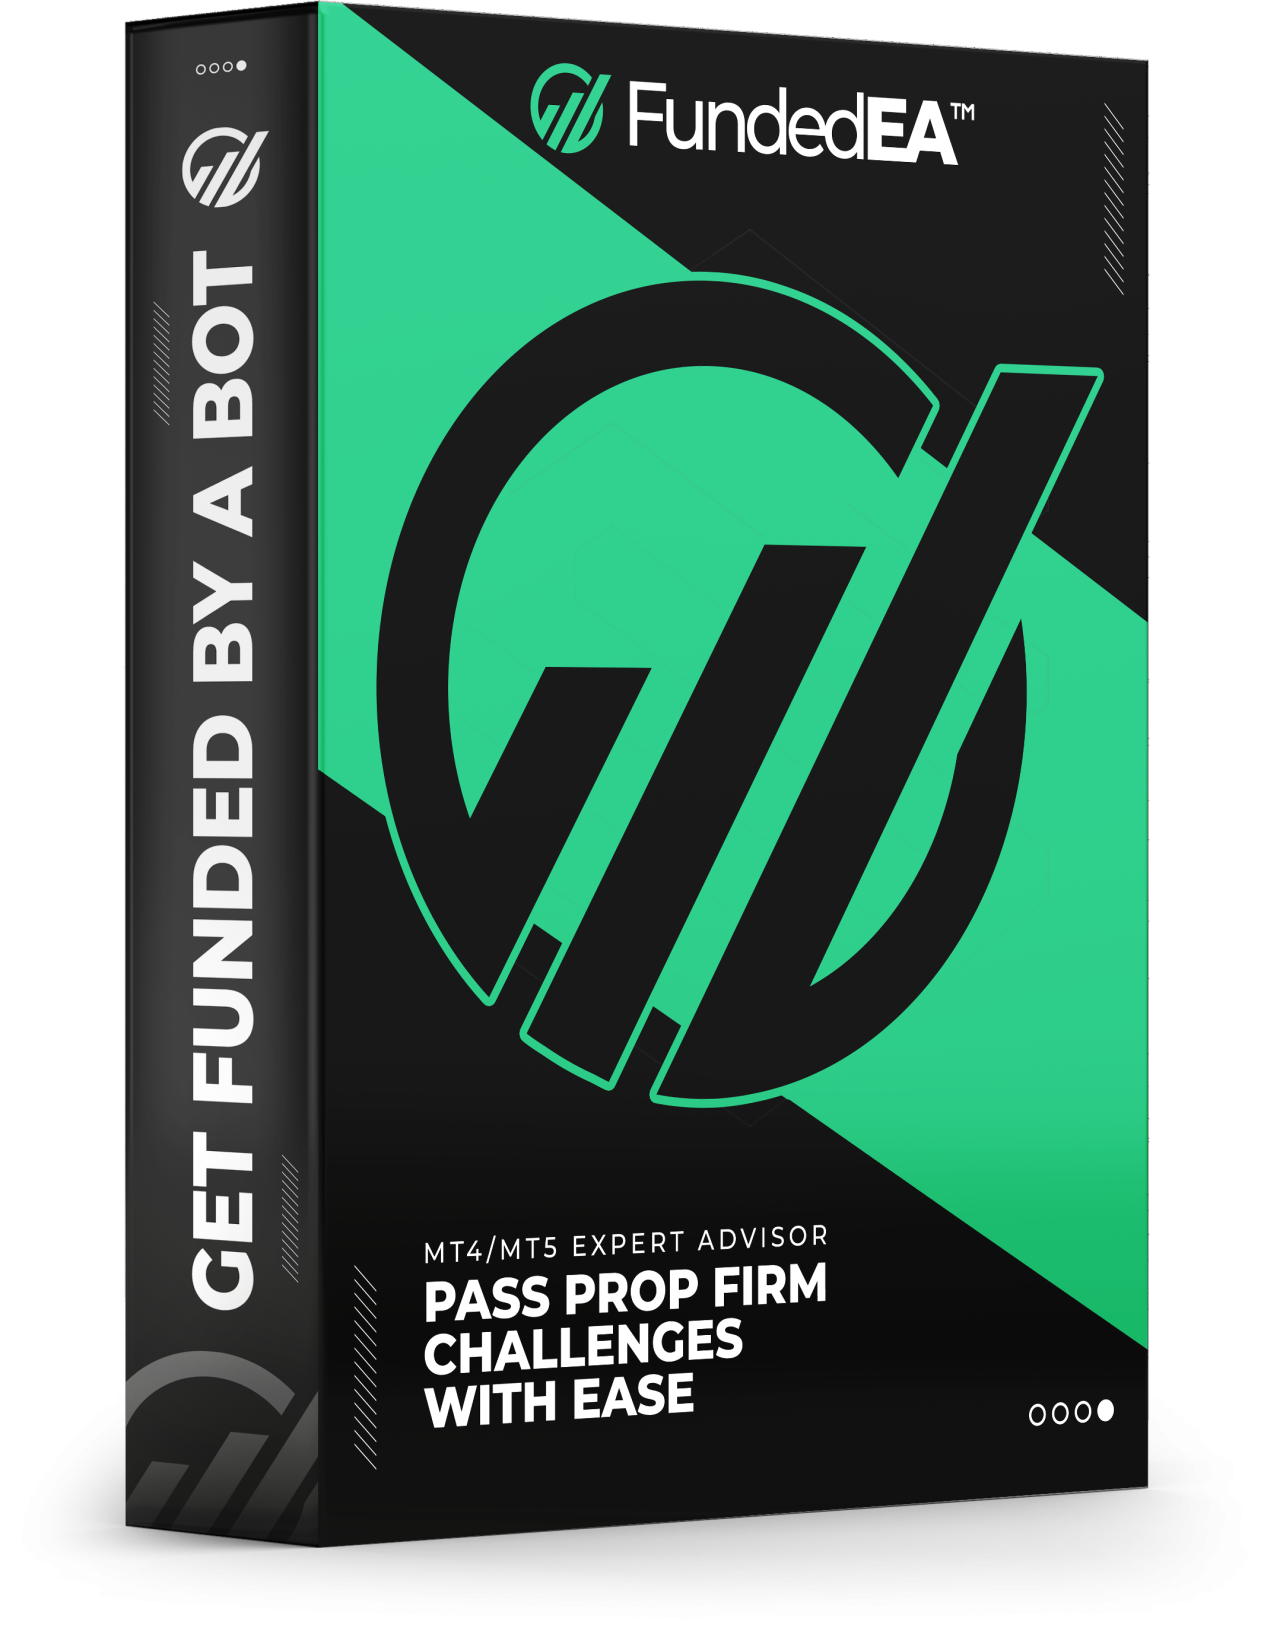 FundedEA™
GET FUNDED BY A BOT
MT4/MT5 EXPERT ADVISOR
PASS PROP FIRM
CHALLENGES
WITH EASE